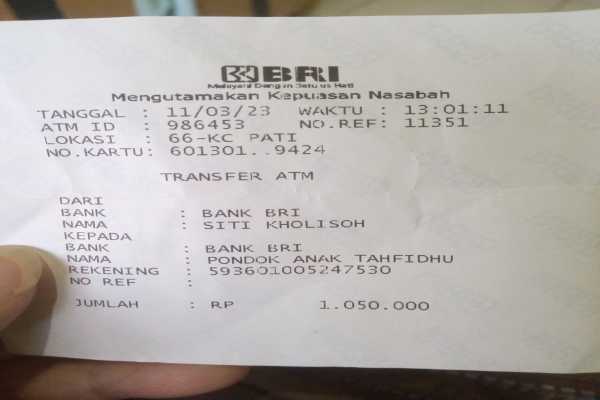 BRI
Melayani Dengan Setulus Hati
Mengutamakan Kepuasan Nasabah
TANGGAL : 11/03/23 WAKTU : 13:01:11
ATM ID : 986453 NO.REF: 11351
LOKASI : 66-KC PATI
NO.KARTU: 601301..9424
TRANSFER ATM
DARI
BANK : BANK BRI
NAMA : SITI KHOLISOH
KEPADA
BANK : BANK BRI
NAMA : PONDOK ANAK TAHFIDHU
REKENING : 593601005247530
NO REF :
JUMLAH : RP 1.050.000